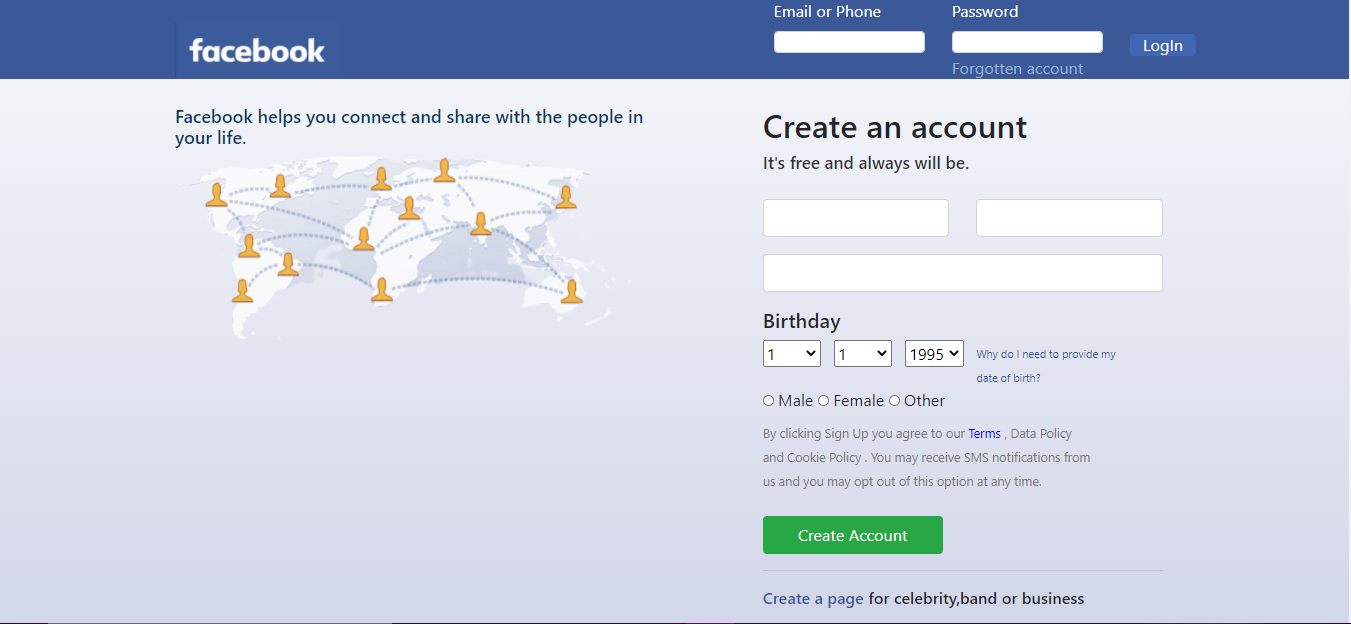 Email or Phone
Password
facebook
LogIn
Forgotten account
Facebook helps you connect and share with the people in
your life.
Create an account
It's free and always will be.
Birthday
1 1 1995
Why do I need to provide my
date of birth?
Male Female Other
By clicking Sign Up you agree to our Terms , Data Policy
and Cookie Policy . You may receive SMS notifications from
us and you may opt out of this option at any time.
Create Account
Create a page for celebrity,band or business